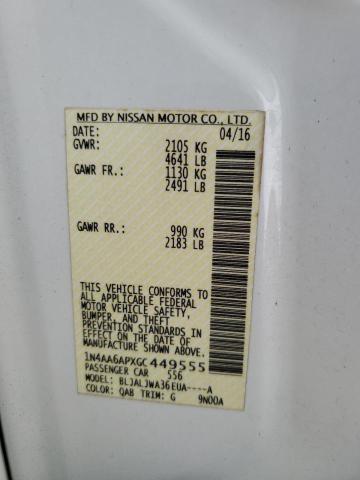 MFD BY NISSAN MOTOR CO., LTD.
DATE: 04/16
GVWR: 2105 KG
4641 LB
GAWR FR.: 1130 KG
2491 LB
GAWR RR.: 990 KG
2183 LB
THIS VEHICLE CONFORMS TO
ALL APPLICABLE FEDERAL
MOTOR VEHICLE SAFETY,
BUMPER, AND THEFT
PREVENTION STANDARDS IN
EFFECT ON THE DATE OF
MANUFACTURE SHOWN ABOVE.
1N4AA6APXGC449555
PASSENGER CAR 556
MODEL: BLJALJWA36EUA----A
COLOR: QAB TRIM: G 9N00A